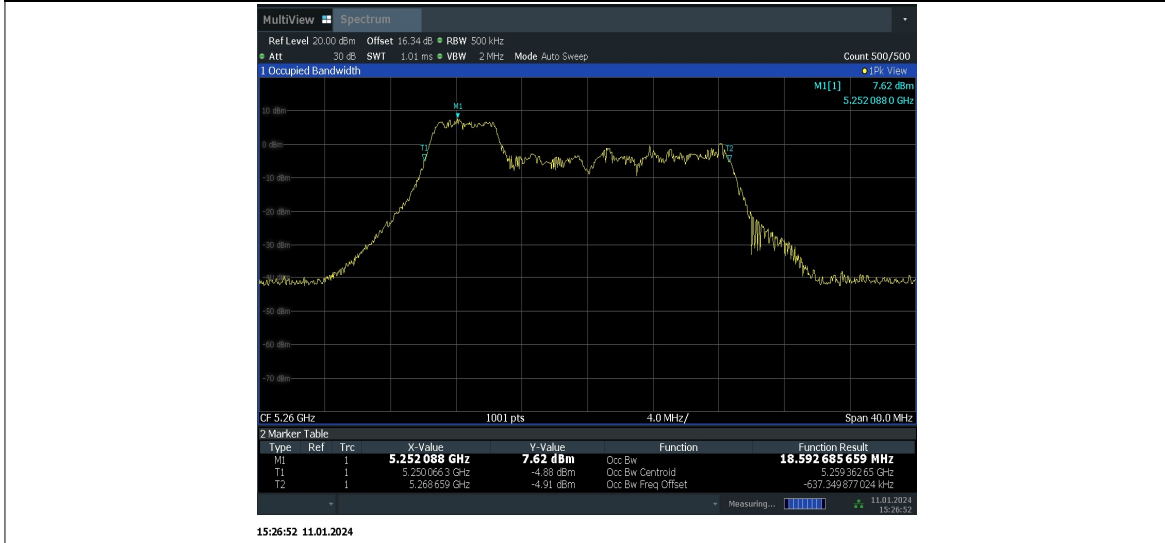 MultiView Spectrum
Ref Level 20.00 dBm Offset 16.34 dB RBW 500 kHz
Att 30 dB SWT 1.01 ms VBW 2 MHz Mode Auto Sweep Count 500/500
1 Occupied Bandwidth 1Pk View
M1[1] 7.62 dBm
5.252 088 0 GHz
M1
10 dBm
0 dBm
T1
T2
-10 dBm
-20 dBm
-30 dBm
-40 dBm
-50 dBm
-60 dBm
-70 dBm
CF 5.26 GHz 1001 pts 4.0 MHz/ Span 40.0 MHz
2 Marker Table
Type Ref Trc X-Value Y-Value Function Function Result
M1 1 5.252 088 GHz 7.62 dBm Occ Bw 18.592 685 659 MHz
T1 1 5.250 066 3 GHz -4.88 dBm Occ Bw Centroid 5.259 362 65 GHz
T2 1 5.268 659 GHz -4.91 dBm Occ Bw Freq Offset -637.349 877 024 kHz
Measuring... 11.01.2024
15:26:52
15:26:52 11.01.2024